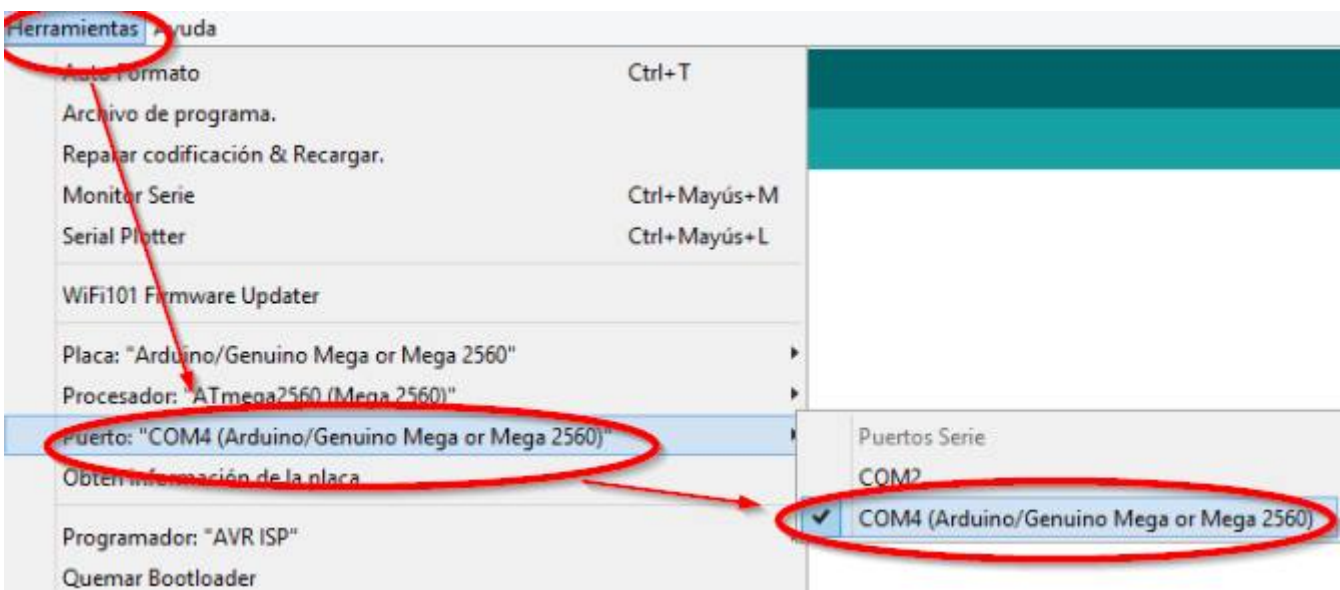 Herramientas Ayuda
Auto Formato Ctrl+T
Archivo de programa.
Reparar codificación & Recargar.
Monitor Serie Ctrl+Mayús+M
Serial Plotter Ctrl+Mayús+L
WiFi101 Firmware Updater
Placa: "Arduino/Genuino Mega or Mega 2560"
Procesador: "ATmega2560 (Mega 2560)"
Puerto: "COM4 (Arduino/Genuino Mega or Mega 2560)"
Puertos Serie
Obtén información de la placa
COM2
COM4 (Arduino/Genuino Mega or Mega 2560)
Programador: "AVR ISP"
Quemar Bootloader